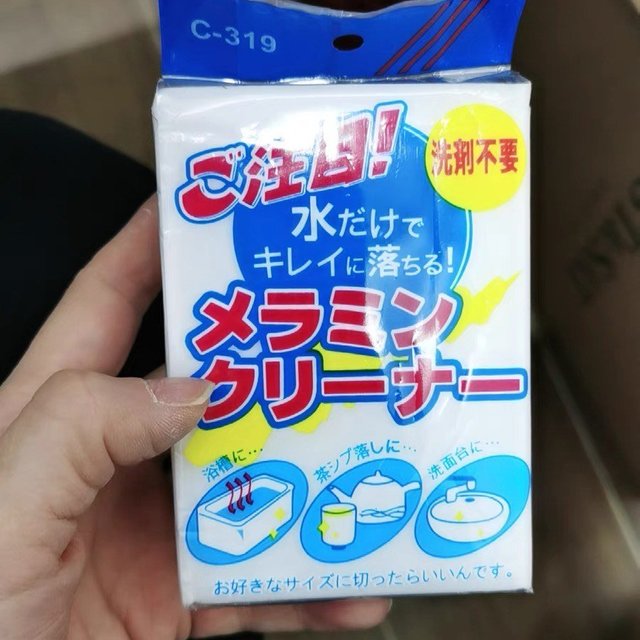 C-319
ご注目!
洗剤不要
水だけで
キレイに落ちる!
メラミン
クリーナー
浴槽に…
茶シブ落しに…
洗面台に…
お好きなサイズに切ったらいいんです。